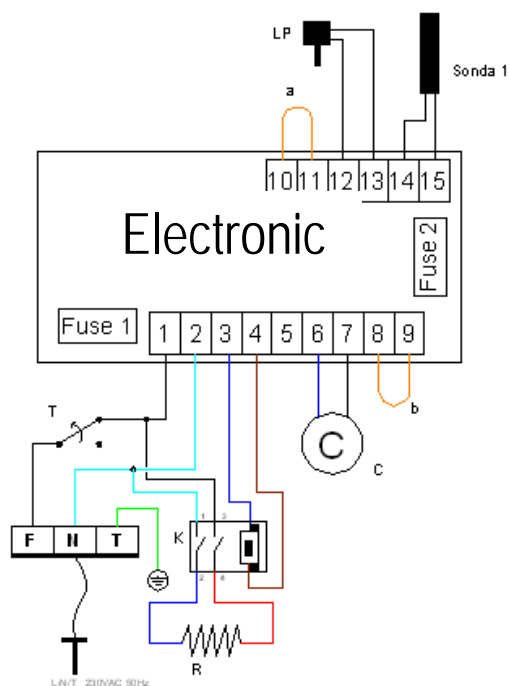 LP
Sonda 1
a
10 11 12 13 14 15
Electronic
Fuse 2
Fuse 1
1 2 3 4 5 6 7 8 9
T
b
C
C
F N T
K
1 3
2 4
R
L/N/T 230VAC 50Hz